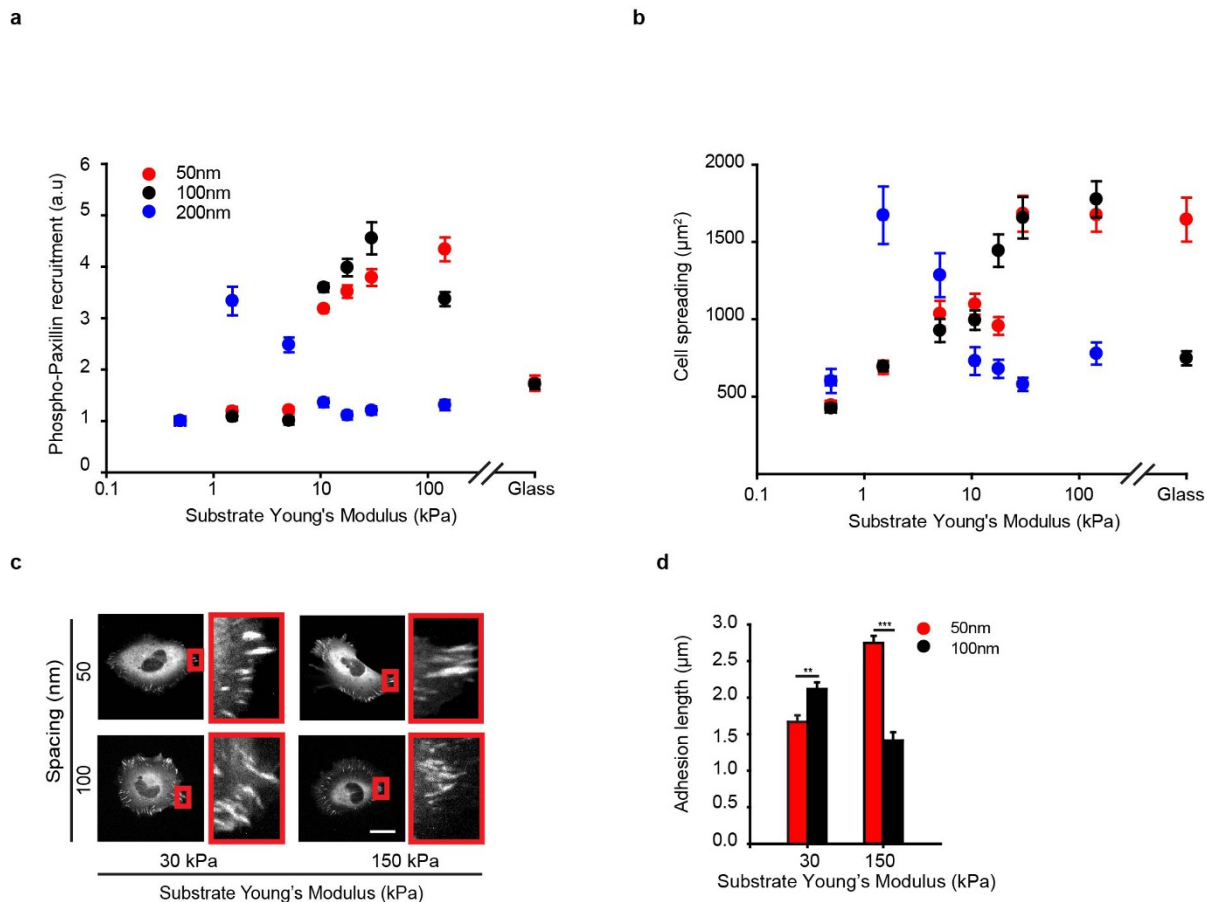 a
6
5
4
3
2
1
0
Phospho-Paxillin recruitment (a.u)
50nm
100nm
200nm
0.1
1
10
100
Glass
Substrate Young's Modulus (kPa)
b
2000
1500
1000
500
Cell spreading (µm²)
0.1
1
10
100
Glass
Substrate Young's Modulus (kPa)
c
Spacing (nm)
50
100
30 kPa
150 kPa
Substrate Young's Modulus (kPa)
d
3.0
2.5
2.0
1.5
1.0
0.5
0.0
Adhesion length (µm)
**
***
50nm
100nm
30
150
Substrate Young's Modulus (kPa)